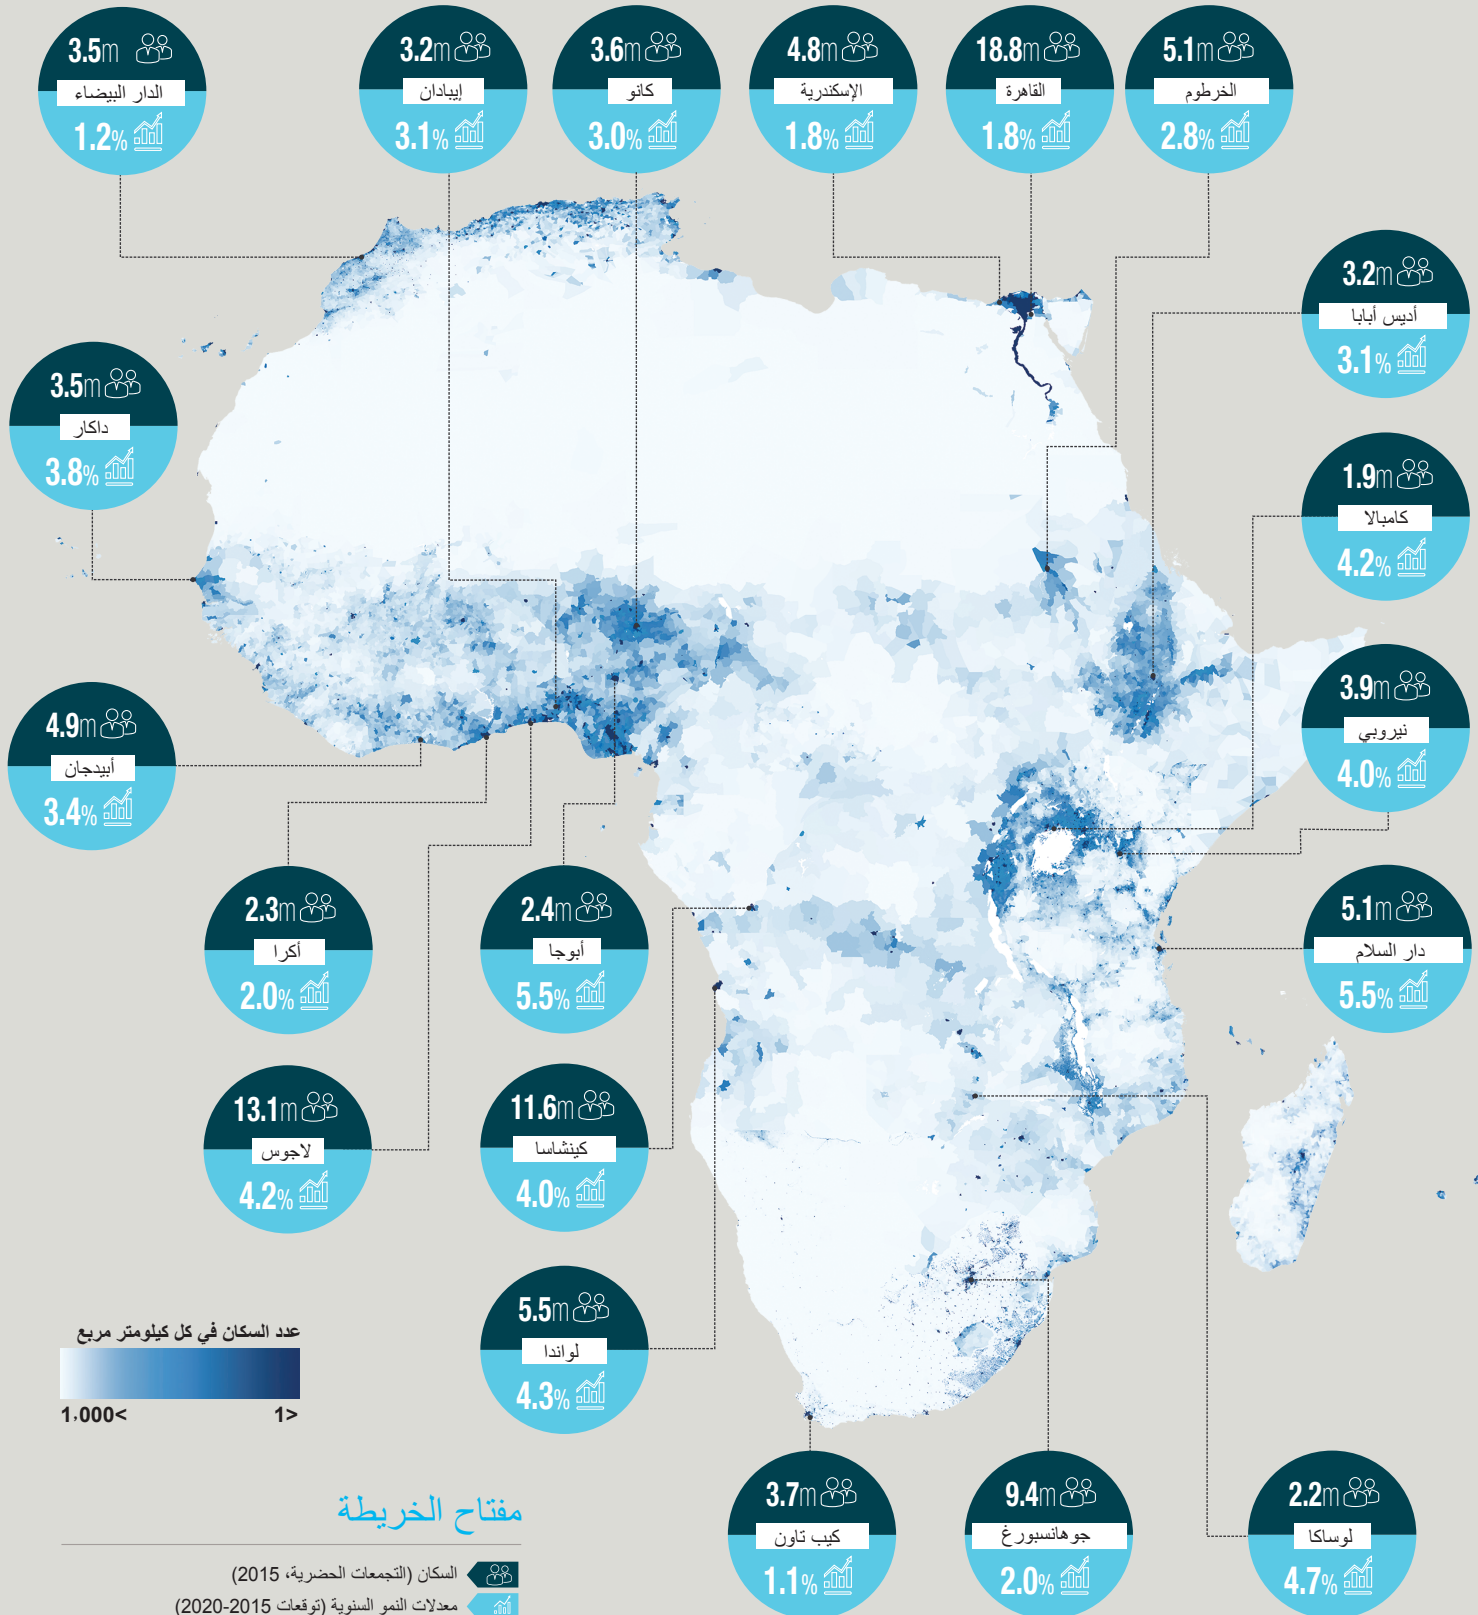 3.5m
الدار البيضاء
1.2%
3.2m
إيبادان
3.1%
3.6m
كانو
3.0%
4.8m
الإسكندرية
1.8%
18.8m
القاهرة
1.8%
5.1m
الخرطوم
2.8%
3.2m
أديس أبابا
3.1%
3.5m
داكار
3.8%
1.9m
كامبالا
4.2%
3.9m
نيروبي
4.0%
4.9m
أبيدجان
3.4%
2.3m
أكرا
2.0%
2.4m
أبوجا
5.5%
5.1m
دار السلام
5.5%
13.1m
لاجوس
4.2%
11.6m
كينشاسا
4.0%
5.5m
لواندا
4.3%
3.7m
كيب تاون
1.1%
9.4m
جوهانسبورغ
2.0%
2.2m
لوساكا
4.7%
عدد السكان في كل كيلومتر مربع
1,000< 1>
مفتاح الخريطة
السكان (التجمعات الحضرية، 2015)
معدلات النمو السنوية (توقعات 2015-2020)